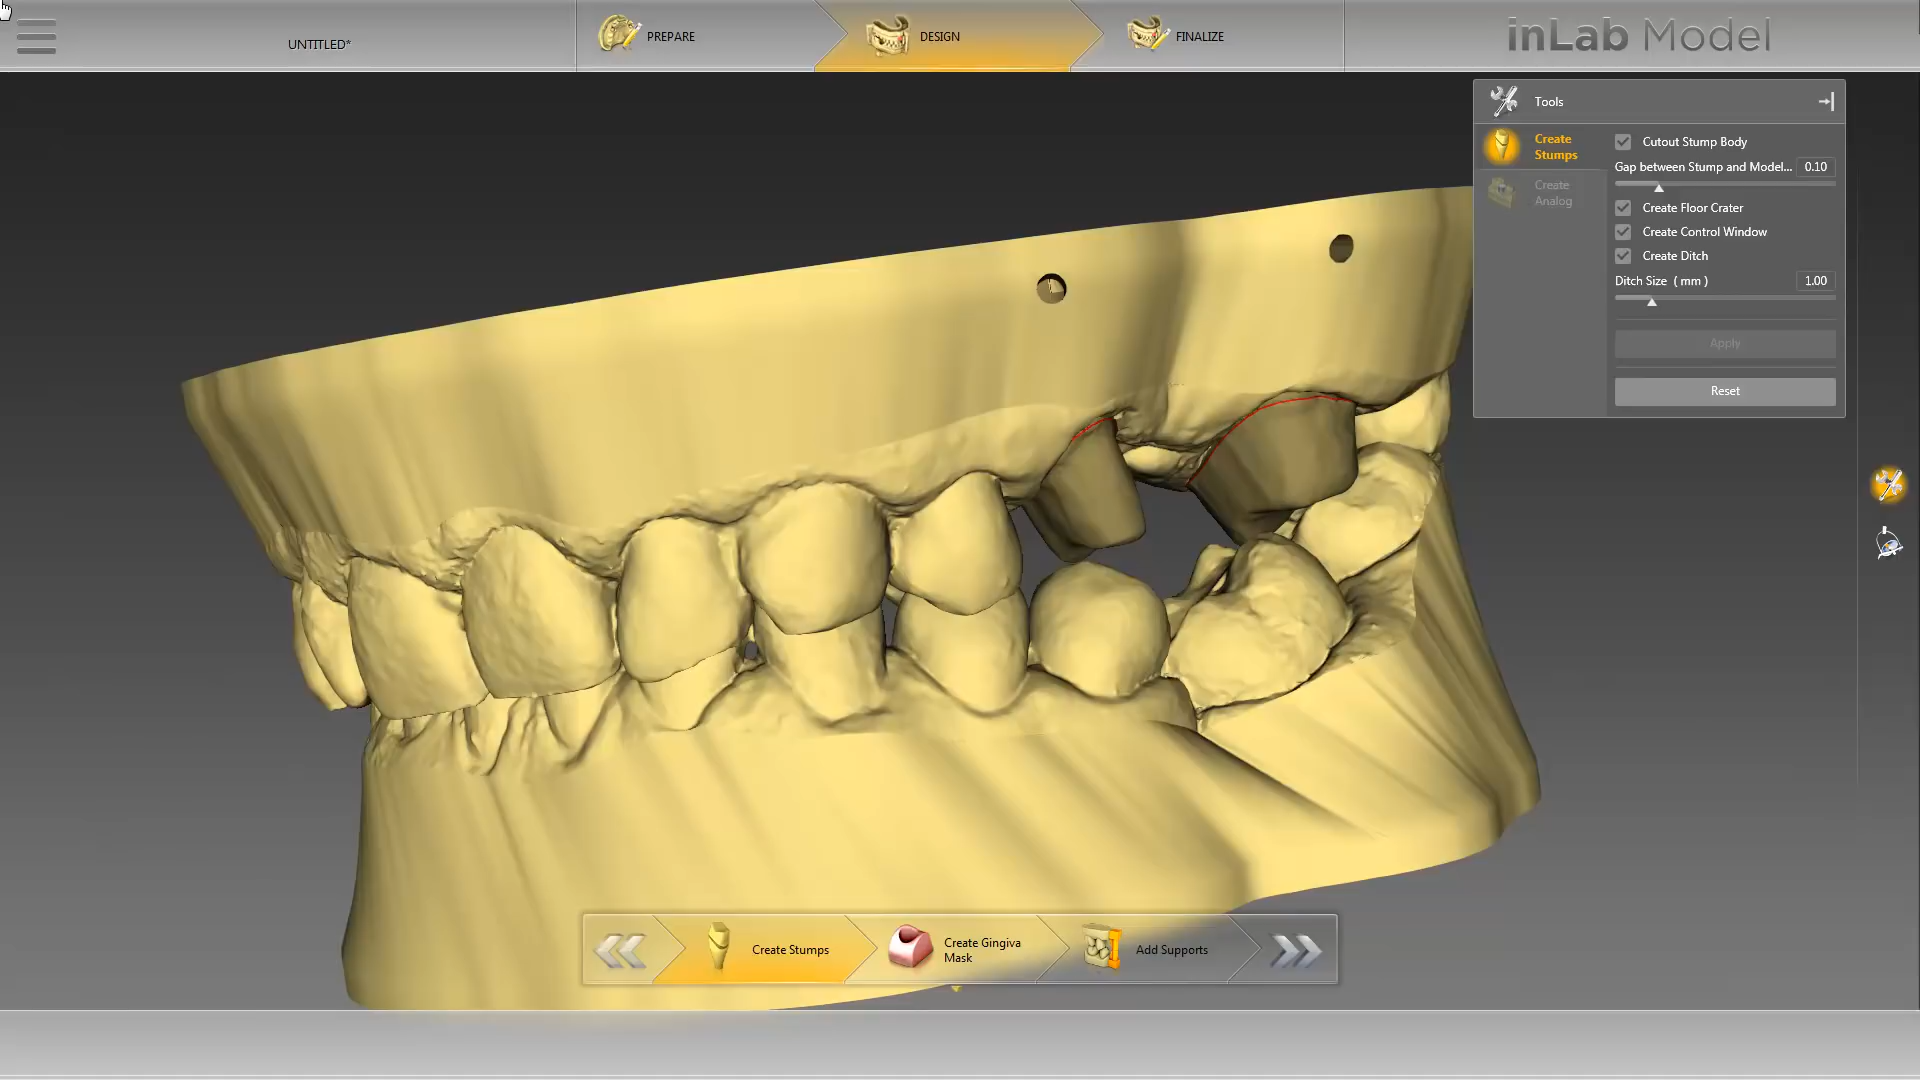 UNTITLED*
PREPARE
DESIGN
FINALIZE
inLab Model
Tools
Create
Stumps
Create
Analog
Cutout Stump Body
Gap between Stump and Model... 0.10
Create Floor Crater
Create Control Window
Create Ditch
Ditch Size ( mm ) 1.00
Apply
Reset
Create Stumps
Create Gingiva
Mask
Add Supports